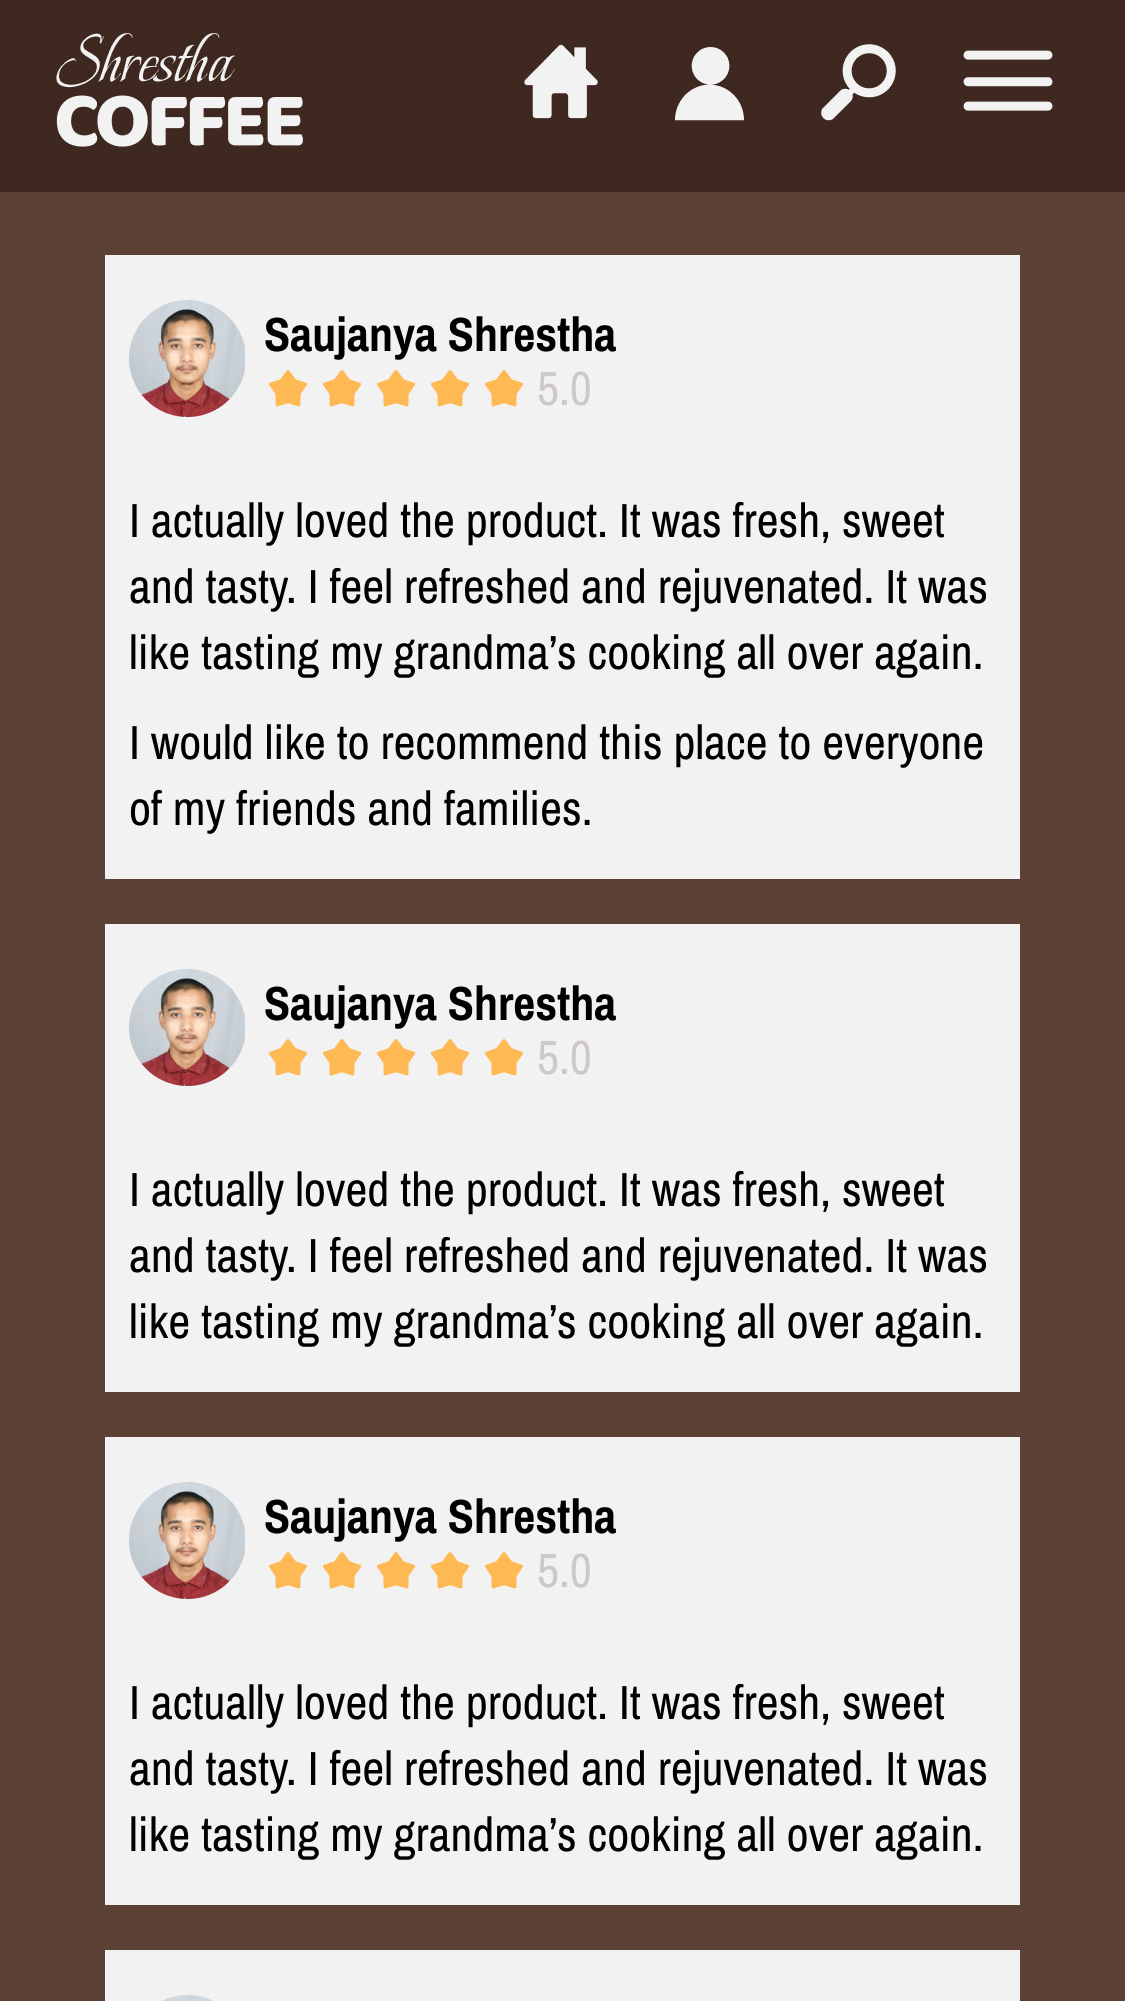 Shrestha
COFFEE
Saujanya Shrestha
5.0
I actually loved the product. It was fresh, sweet
and tasty. I feel refreshed and rejuvenated. It was
like tasting my grandma’s cooking all over again.
I would like to recommend this place to everyone
of my friends and families.
Saujanya Shrestha
5.0
I actually loved the product. It was fresh, sweet
and tasty. I feel refreshed and rejuvenated. It was
like tasting my grandma’s cooking all over again.
Saujanya Shrestha
5.0
I actually loved the product. It was fresh, sweet
and tasty. I feel refreshed and rejuvenated. It was
like tasting my grandma’s cooking all over again.